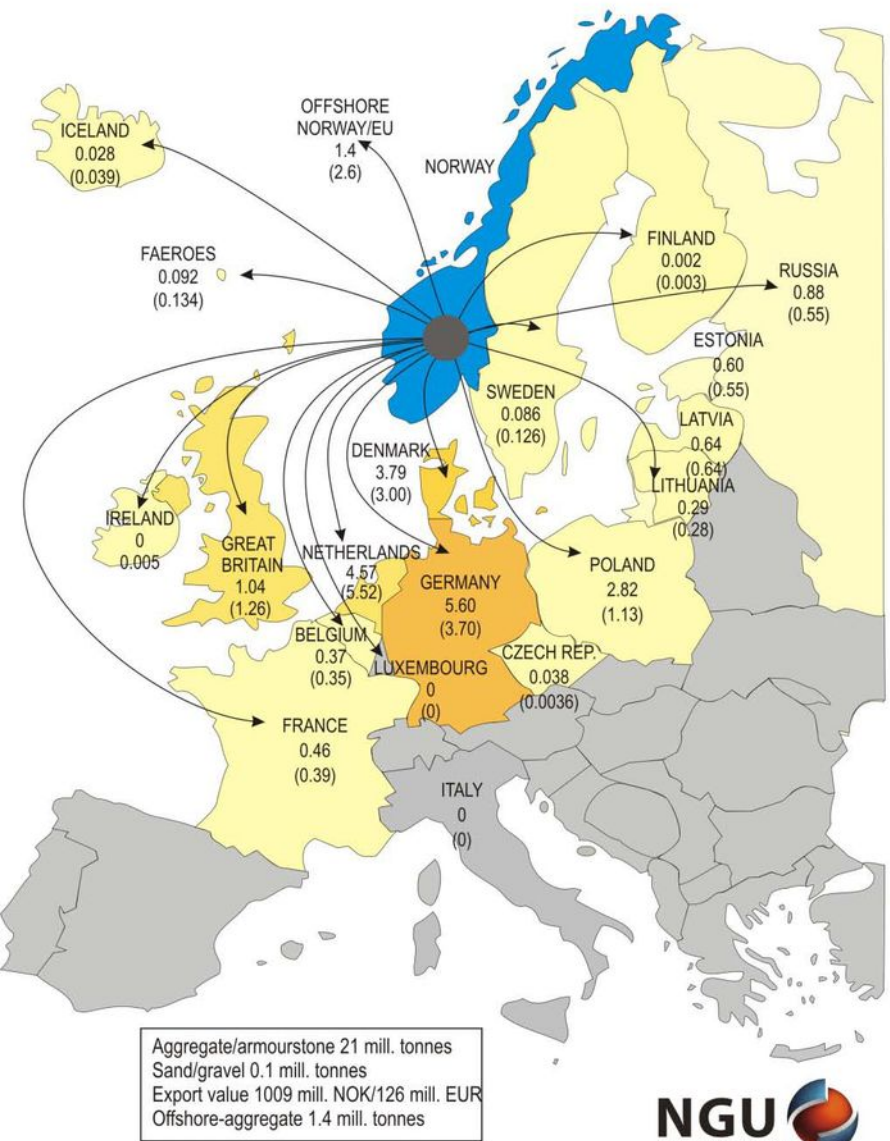 ICELAND
0.028
(0.039)
OFFSHORE
NORWAY/EU
1.4
(2.6)
NORWAY
FAEROES
0.092
(0.134)
FINLAND
0.002
(0.003)
RUSSIA
0.88
(0.55)
ESTONIA
0.60
(0.55)
SWEDEN
0.086
(0.126)
LATVIA
0.64
(0.64)
LITHUANIA
0.29
(0.28)
DENMARK
3.79
(3.00)
IRELAND
0
0.005
GREAT
BRITAIN
1.04
(1.26)
NETHERLANDS
4.57
(5.52)
GERMANY
5.60
(3.70)
POLAND
2.82
(1.13)
BELGIUM
0.37
(0.35)
LUXEMBOURG
0
(0)
CZECH REP.
0.038
(0.0036)
FRANCE
0.46
(0.39)
ITALY
0
(0)
Aggregate/armourstone 21 mill. tonnes
Sand/gravel 0.1 mill. tonnes
Export value 1009 mill. NOK/126 mill. EUR
Offshore-aggregate 1.4 mill. tonnes
NGU